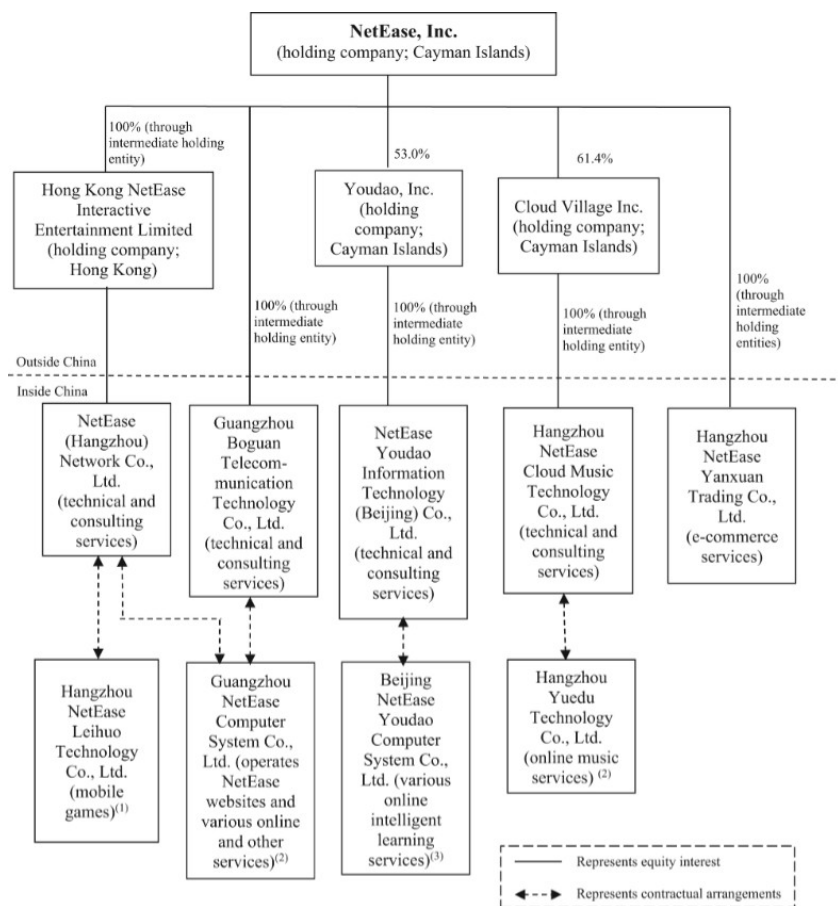 NetEase, Inc.
(holding company; Cayman Islands)
100% (through
intermediate holding
entity)
53.0%
61.4%
Hong Kong NetEase
Interactive
Entertainment Limited
(holding company;
Hong Kong)
Youdao, Inc.
(holding
company;
Cayman Islands)
Cloud Village Inc.
(holding company;
Cayman Islands)
100% (through
intermediate
holding entity)
100% (through
intermediate
holding entity)
100% (through
intermediate
holding entity)
100%
(through
intermediate
holding
entities)
Outside China
Inside China
NetEase
(Hangzhou)
Network Co.,
Ltd.
(technical and
consulting
services)
Guangzhou
Boguan
Telecom-
munication
Technology
Co., Ltd.
(technical and
consulting
services)
NetEase
Youdao
Information
Technology
(Beijing) Co.,
Ltd.
(technical and
consulting
services)
Hangzhou
NetEase
Cloud Music
Technology
Co., Ltd.
(technical and
consulting
services)
Hangzhou
NetEase
Yanxuan
Trading Co.,
Ltd.
(e-commerce
services)
Hangzhou
NetEase
Leihuo
Technology
Co., Ltd.
(mobile
games)(1)
Guangzhou
NetEase
Computer
System Co.,
Ltd. (operates
NetEase
websites and
various online
and other
services)(2)
Beijing
NetEase
Youdao
Computer
System Co.,
Ltd. (various
online
intelligent
learning
services)(3)
Hangzhou
Yuedu
Technology
Co., Ltd.
(online music
services) (2)
Represents equity interest
Represents contractual arrangements